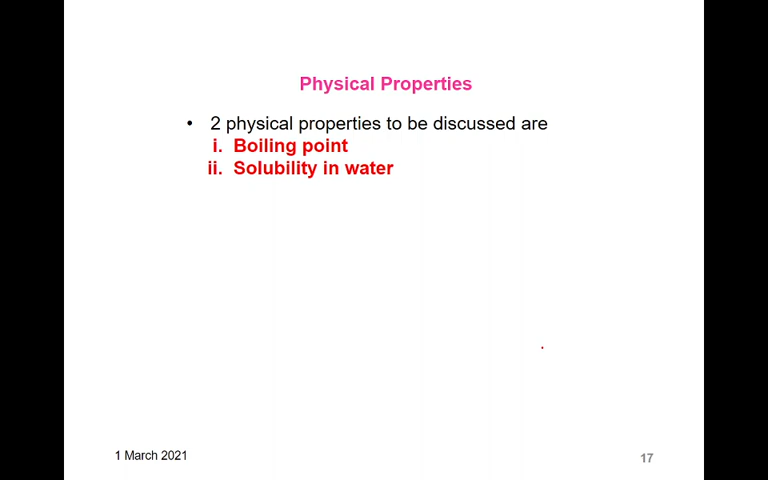 Physical Properties
• 2 physical properties to be discussed are
i. Boiling point
ii. Solubility in water
1 March 2021
17